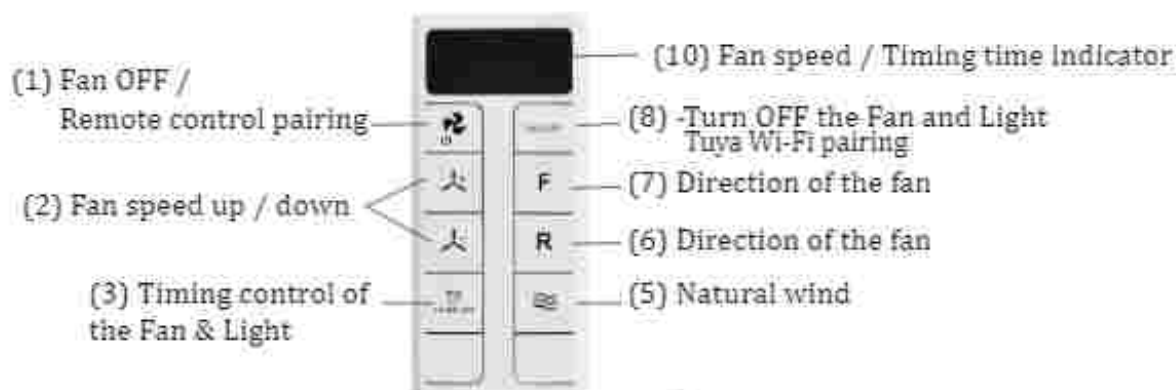 (10) Fan speed / Timing time indicator
(1) Fan OFF /
Remote control pairing
(8) -Turn OFF the Fan and Light
Tuya Wi-Fi pairing
F
(7) Direction of the fan
(2) Fan speed up / down
R
(6) Direction of the fan
(3) Timing control of
the Fan & Light
(5) Natural wind